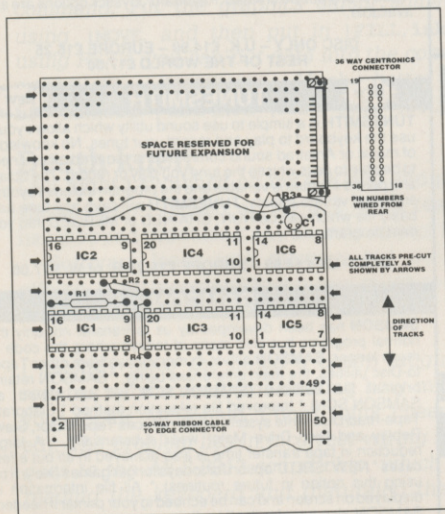 36 WAY CENTRONICS
CONNECTOR
19 1
36 18
PIN NUMBERS
WIRED FROM
REAR
SPACE RESERVED FOR
FUTURE EXPANSION
R3
C1
16 9
IC2
1 8
20 11
IC4
1 10
14 8
IC6
1 7
ALL TRACKS PRE-CUT
COMPLETELY AS
SHOWN BY ARROWS
R2
R1
16 9
IC1
1 8
20 11
IC3
1 10
14 8
IC5
1 7
R4
DIRECTION
OF
TRACKS
1 49
2 50
50-WAY RIBBON CABLE
TO EDGE CONNECTOR